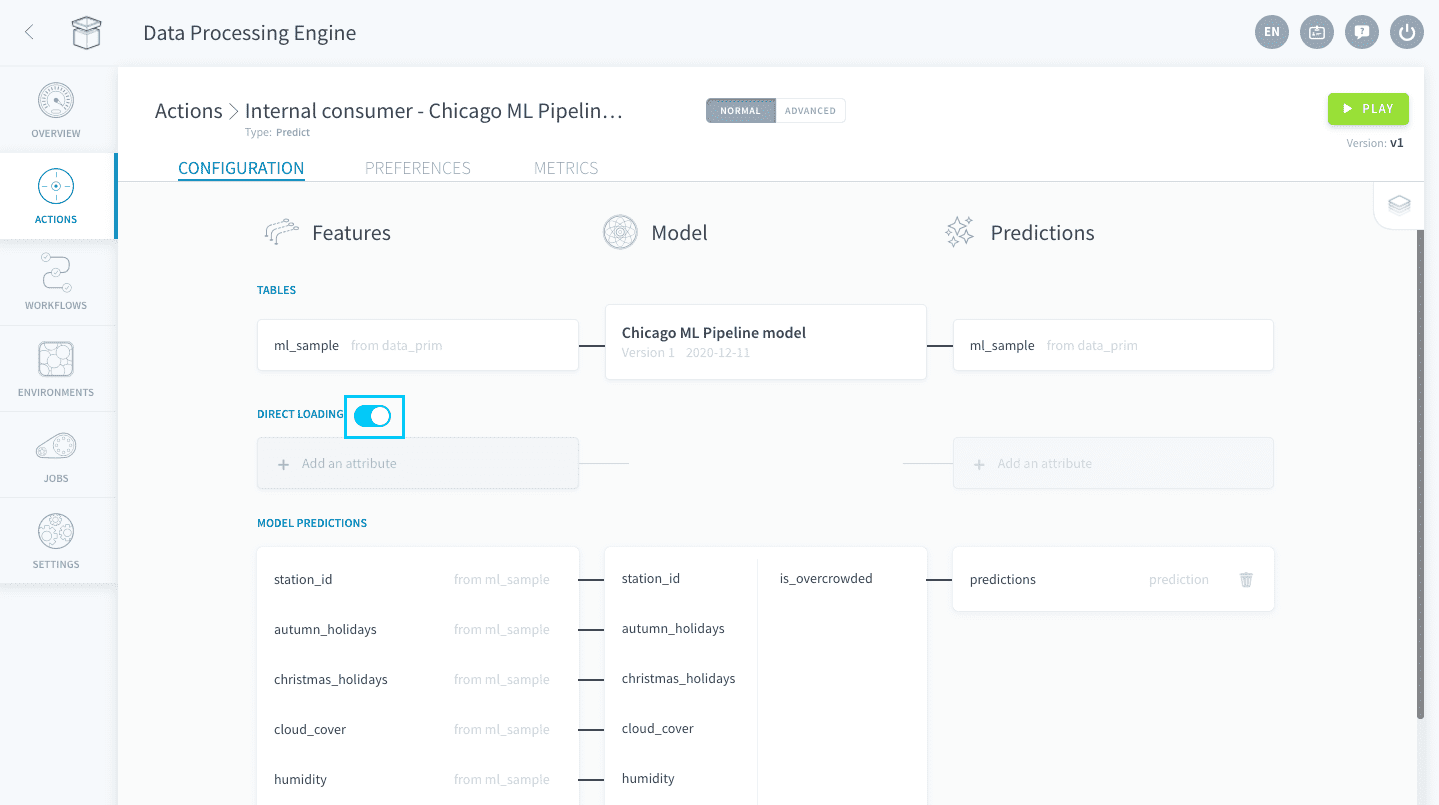 Data Processing Engine
EN
OVERVIEW
ACTIONS
WORKFLOWS
ENVIRONMENTS
JOBS
SETTINGS
Actions > Internal consumer - Chicago ML Pipelin...
Type: Predict
NORMAL ADVANCED
PLAY
Version: v1
CONFIGURATION PREFERENCES METRICS
Features Model Predictions
TABLES
ml_sample from data_prim
Chicago ML Pipeline model
Version 1 2020-12-11
ml_sample from data_prim
DIRECT LOADING
+ Add an attribute
+ Add an attribute
MODEL PREDICTIONS
station_id from ml_sample station_id is_overcrowded predictions prediction
autumn_holidays from ml_sample autumn_holidays
christmas_holidays from ml_sample christmas_holidays
cloud_cover from ml_sample cloud_cover
humidity from ml_sample humidity